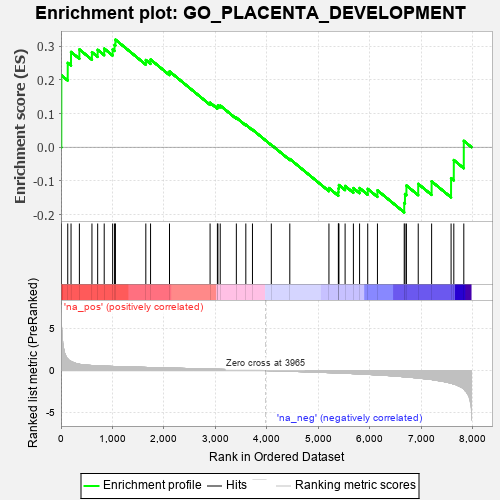 Enrichment plot: GO_PLACENTA_DEVELOPMENT
Enrichment score (ES)
0.3
0.2
0.1
0.0
-0.1
-0.2
'na_pos' (positively correlated)
Ranked list metric (PreRanked)
5
0
-5
Zero cross at 3965
'na_neg' (negatively correlated)
0
1,000
2,000
3,000
4,000
5,000
6,000
7,000
8,000
Rank in Ordered Dataset
Enrichment profile
Hits
Ranking metric scores